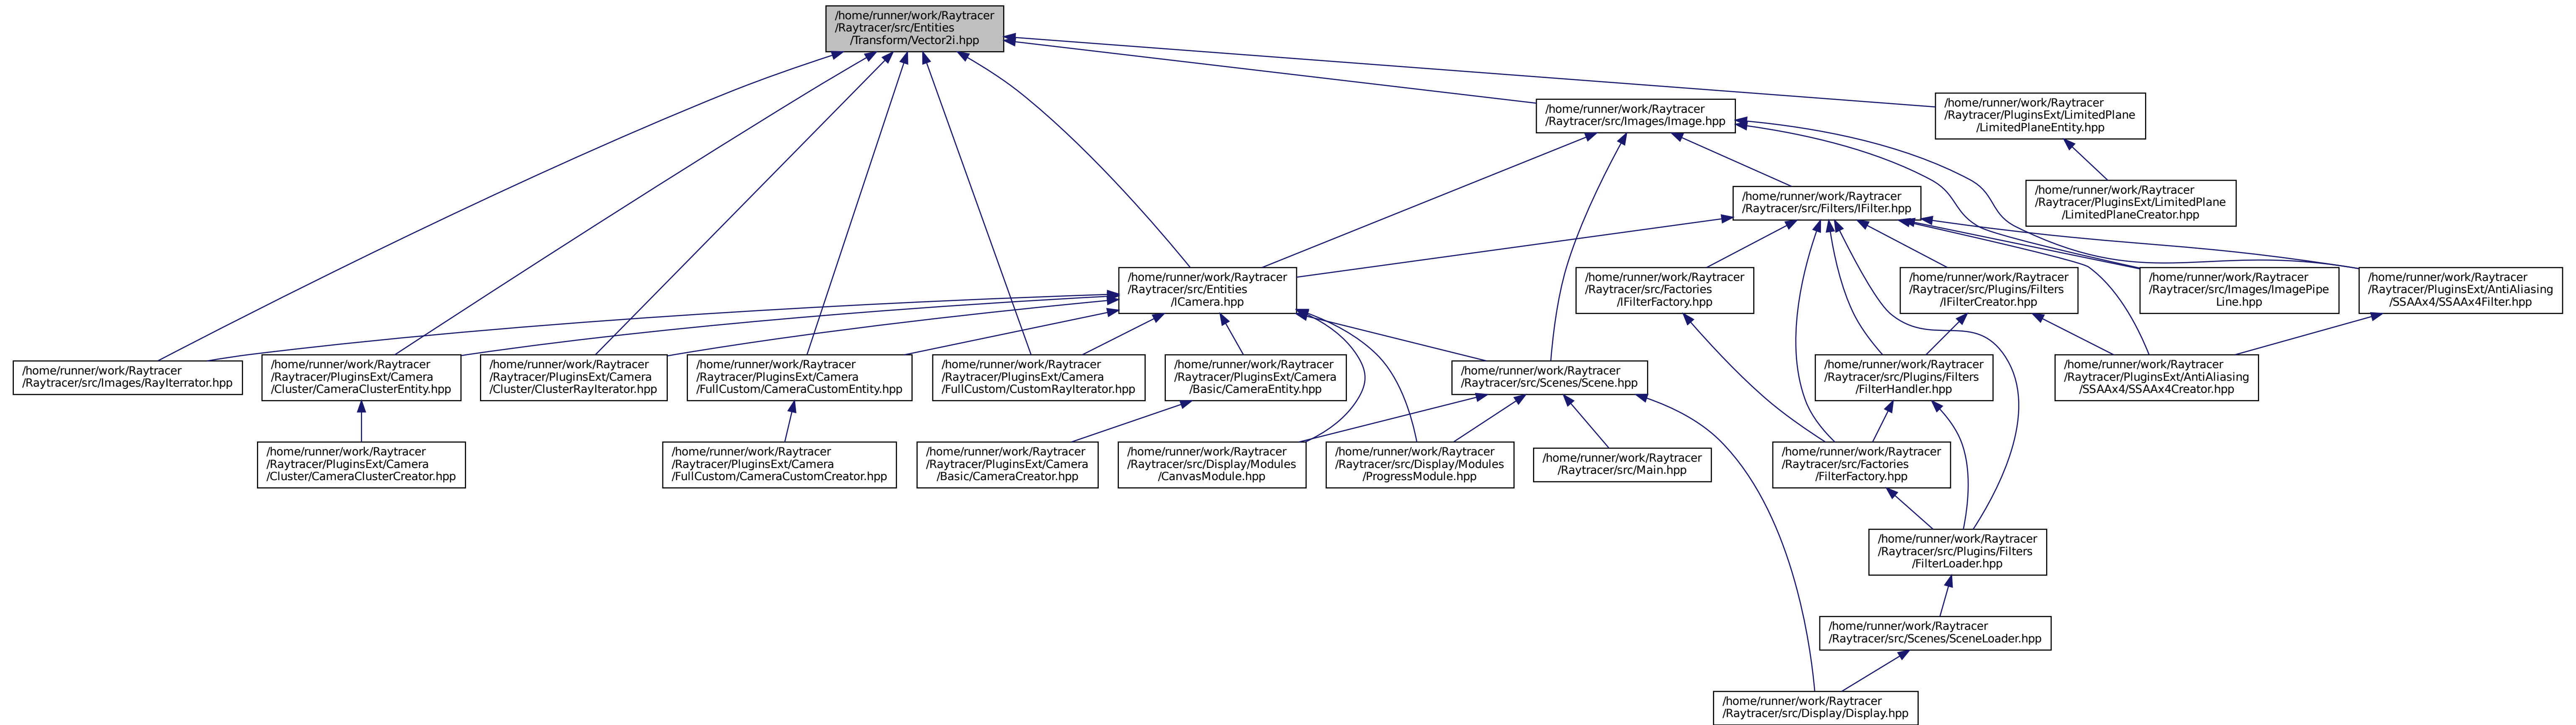 /home/runner/work/Raytracer
/Raytracer/src/Entities
/Transform/Vector2i.hpp
/home/runner/work/Raytracer
/Raytracer/src/Images/Image.hpp
/home/runner/work/Raytracer
/Raytracer/PluginsExt/LimitedPlane
/LimitedPlaneEntity.hpp
/home/runner/work/Raytracer
/Raytracer/PluginsExt/LimitedPlane
/LimitedPlaneCreator.hpp
/home/runner/work/Raytracer
/Raytracer/src/Filters/IFilter.hpp
/home/runner/work/Raytracer
/Raytracer/src/Entities
/ICamera.hpp
/home/runner/work/Raytracer
/Raytracer/src/Factories
/IFilterFactory.hpp
/home/runner/work/Raytracer
/Raytracer/src/Plugins/Filters
/IFilterCreator.hpp
/home/runner/work/Raytracer
/Raytracer/src/Images/ImagePipe
Line.hpp
/home/runner/work/Raytracer
/Raytracer/PluginsExt/AntiAliasing
/SSAAx4/SSAAx4Filter.hpp
/home/runner/work/Raytracer
/Raytracer/src/Images/RayIterrator.hpp
/home/runner/work/Raytracer
/Raytracer/PluginsExt/Camera
/Cluster/CameraClusterEntity.hpp
/home/runner/work/Raytracer
/Raytracer/PluginsExt/Camera
/Cluster/ClusterRayIterator.hpp
/home/runner/work/Raytracer
/Raytracer/PluginsExt/Camera
/FullCustom/CameraCustomEntity.hpp
/home/runner/work/Raytracer
/Raytracer/PluginsExt/Camera
/FullCustom/CustomRayIterator.hpp
/home/runner/work/Raytracer
/Raytracer/PluginsExt/Camera
/Basic/CameraEntity.hpp
/home/runner/work/Raytracer
/Raytracer/src/Scenes/Scene.hpp
/home/runner/work/Raytracer
/Raytracer/src/Plugins/Filters
/FilterHandler.hpp
/home/runner/work/Raytracer
/Raytracer/PluginsExt/AntiAliasing
/SSAAx4/SSAAx4Creator.hpp
/home/runner/work/Raytracer
/Raytracer/PluginsExt/Camera
/Cluster/CameraClusterCreator.hpp
/home/runner/work/Raytracer
/Raytracer/PluginsExt/Camera
/FullCustom/CameraCustomCreator.hpp
/home/runner/work/Raytracer
/Raytracer/PluginsExt/Camera
/Basic/CameraCreator.hpp
/home/runner/work/Raytracer
/Raytracer/src/Display/Modules
/CanvasModule.hpp
/home/runner/work/Raytracer
/Raytracer/src/Display/Modules
/ProgressModule.hpp
/home/runner/work/Raytracer
/Raytracer/src/Main.hpp
/home/runner/work/Raytracer
/Raytracer/src/Factories
/FilterFactory.hpp
/home/runner/work/Raytracer
/Raytracer/src/Plugins/Filters
/FilterLoader.hpp
/home/runner/work/Raytracer
/Raytracer/src/Scenes/SceneLoader.hpp
/home/runner/work/Raytracer
/Raytracer/src/Display/Display.hpp